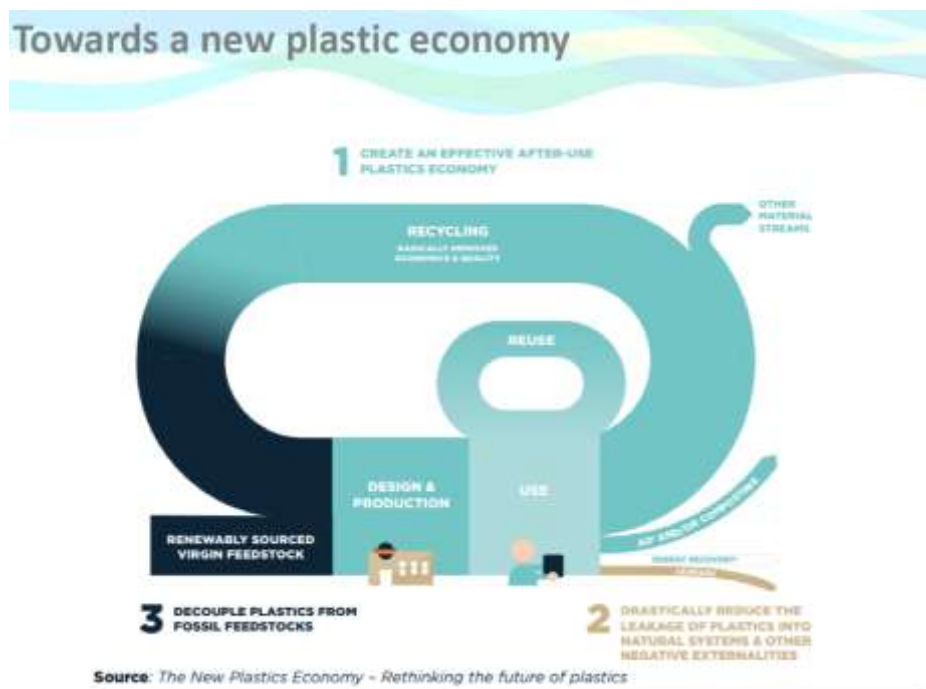 Towards a new plastic economy
1 CREATE AN EFFECTIVE AFTER-USE
PLASTICS ECONOMY
OTHER
MATERIAL
STREAMS
RECYCLING
RADICALLY IMPROVED
ECONOMICS & QUALITY
REUSE
DESIGN &
PRODUCTION
USE
RENEWABLY SOURCED
VIRGIN FEEDSTOCK
AD¹ AND/OR COMPOSTING
ENERGY RECOVERY
LEAKAGE
3 DECOUPLE PLASTICS FROM
FOSSIL FEEDSTOCKS
2 DRASTICALLY REDUCE THE
LEAKAGE OF PLASTICS INTO
NATURAL SYSTEMS & OTHER
NEGATIVE EXTERNALITIES
Source: The New Plastics Economy – Rethinking the future of plastics